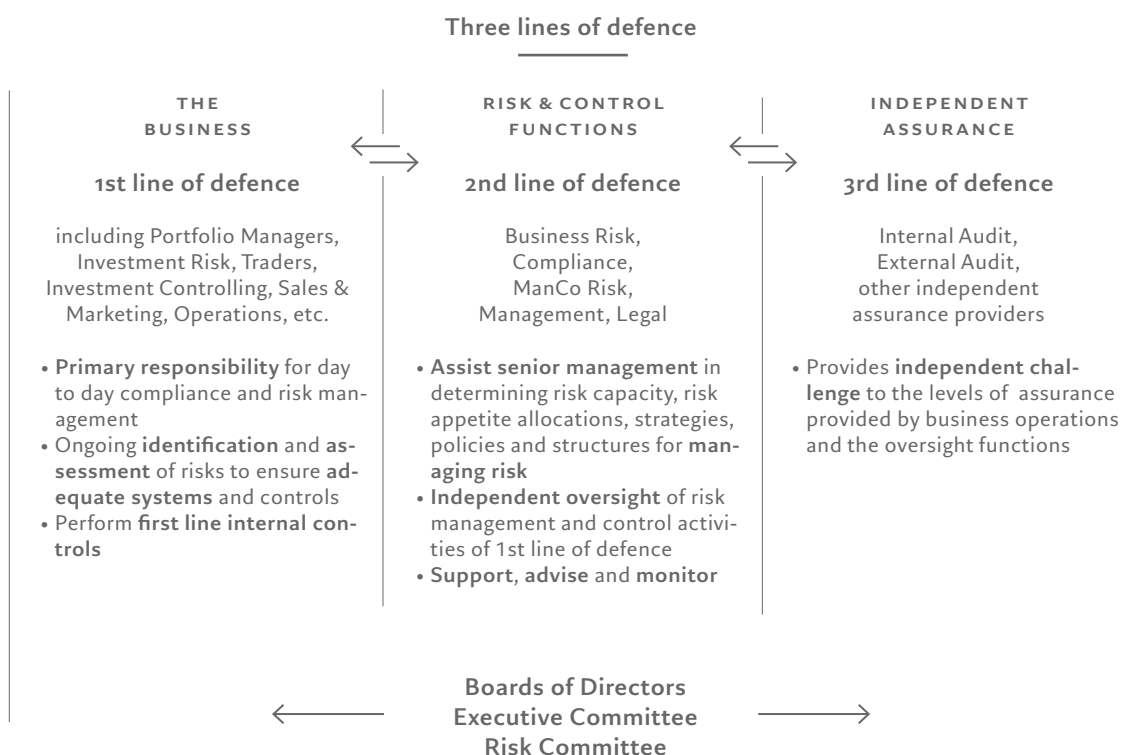 Three lines of defence
THE
BUSINESS
1st line of defence
including Portfolio Managers,
Investment Risk, Traders,
Investment Controlling, Sales &
Marketing, Operations, etc.
• Primary responsibility for day
to day compliance and risk man-
agement
• Ongoing identification and as-
sessment of risks to ensure ad-
equate systems and controls
• Perform first line internal con-
trols
RISK & CONTROL
FUNCTIONS
2nd line of defence
Business Risk,
Compliance,
ManCo Risk,
Management, Legal
• Assist senior management in
determining risk capacity, risk
appetite allocations, strategies,
policies and structures for man-
aging risk
• Independent oversight of risk
management and control activi-
ties of 1st line of defence
• Support, advise and monitor
INDEPENDENT
ASSURANCE
3rd line of defence
Internal Audit,
External Audit,
other independent
assurance providers
• Provides independent chal-
lenge to the levels of assurance
provided by business operations
and the oversight functions
Boards of Directors
Executive Committee
Risk Committee